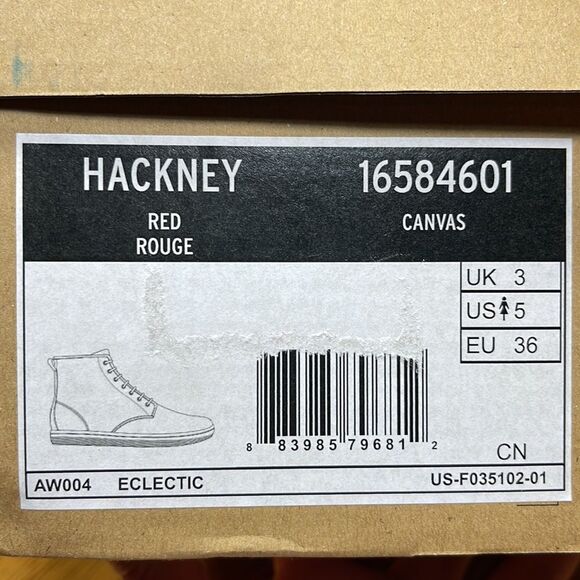 HACKNEY 16584601
RED CANVAS
ROUGE
UK 3
US 5
EU 36
8 83985 79681 2
CN
AW004 ECLECTIC US-F035102-01